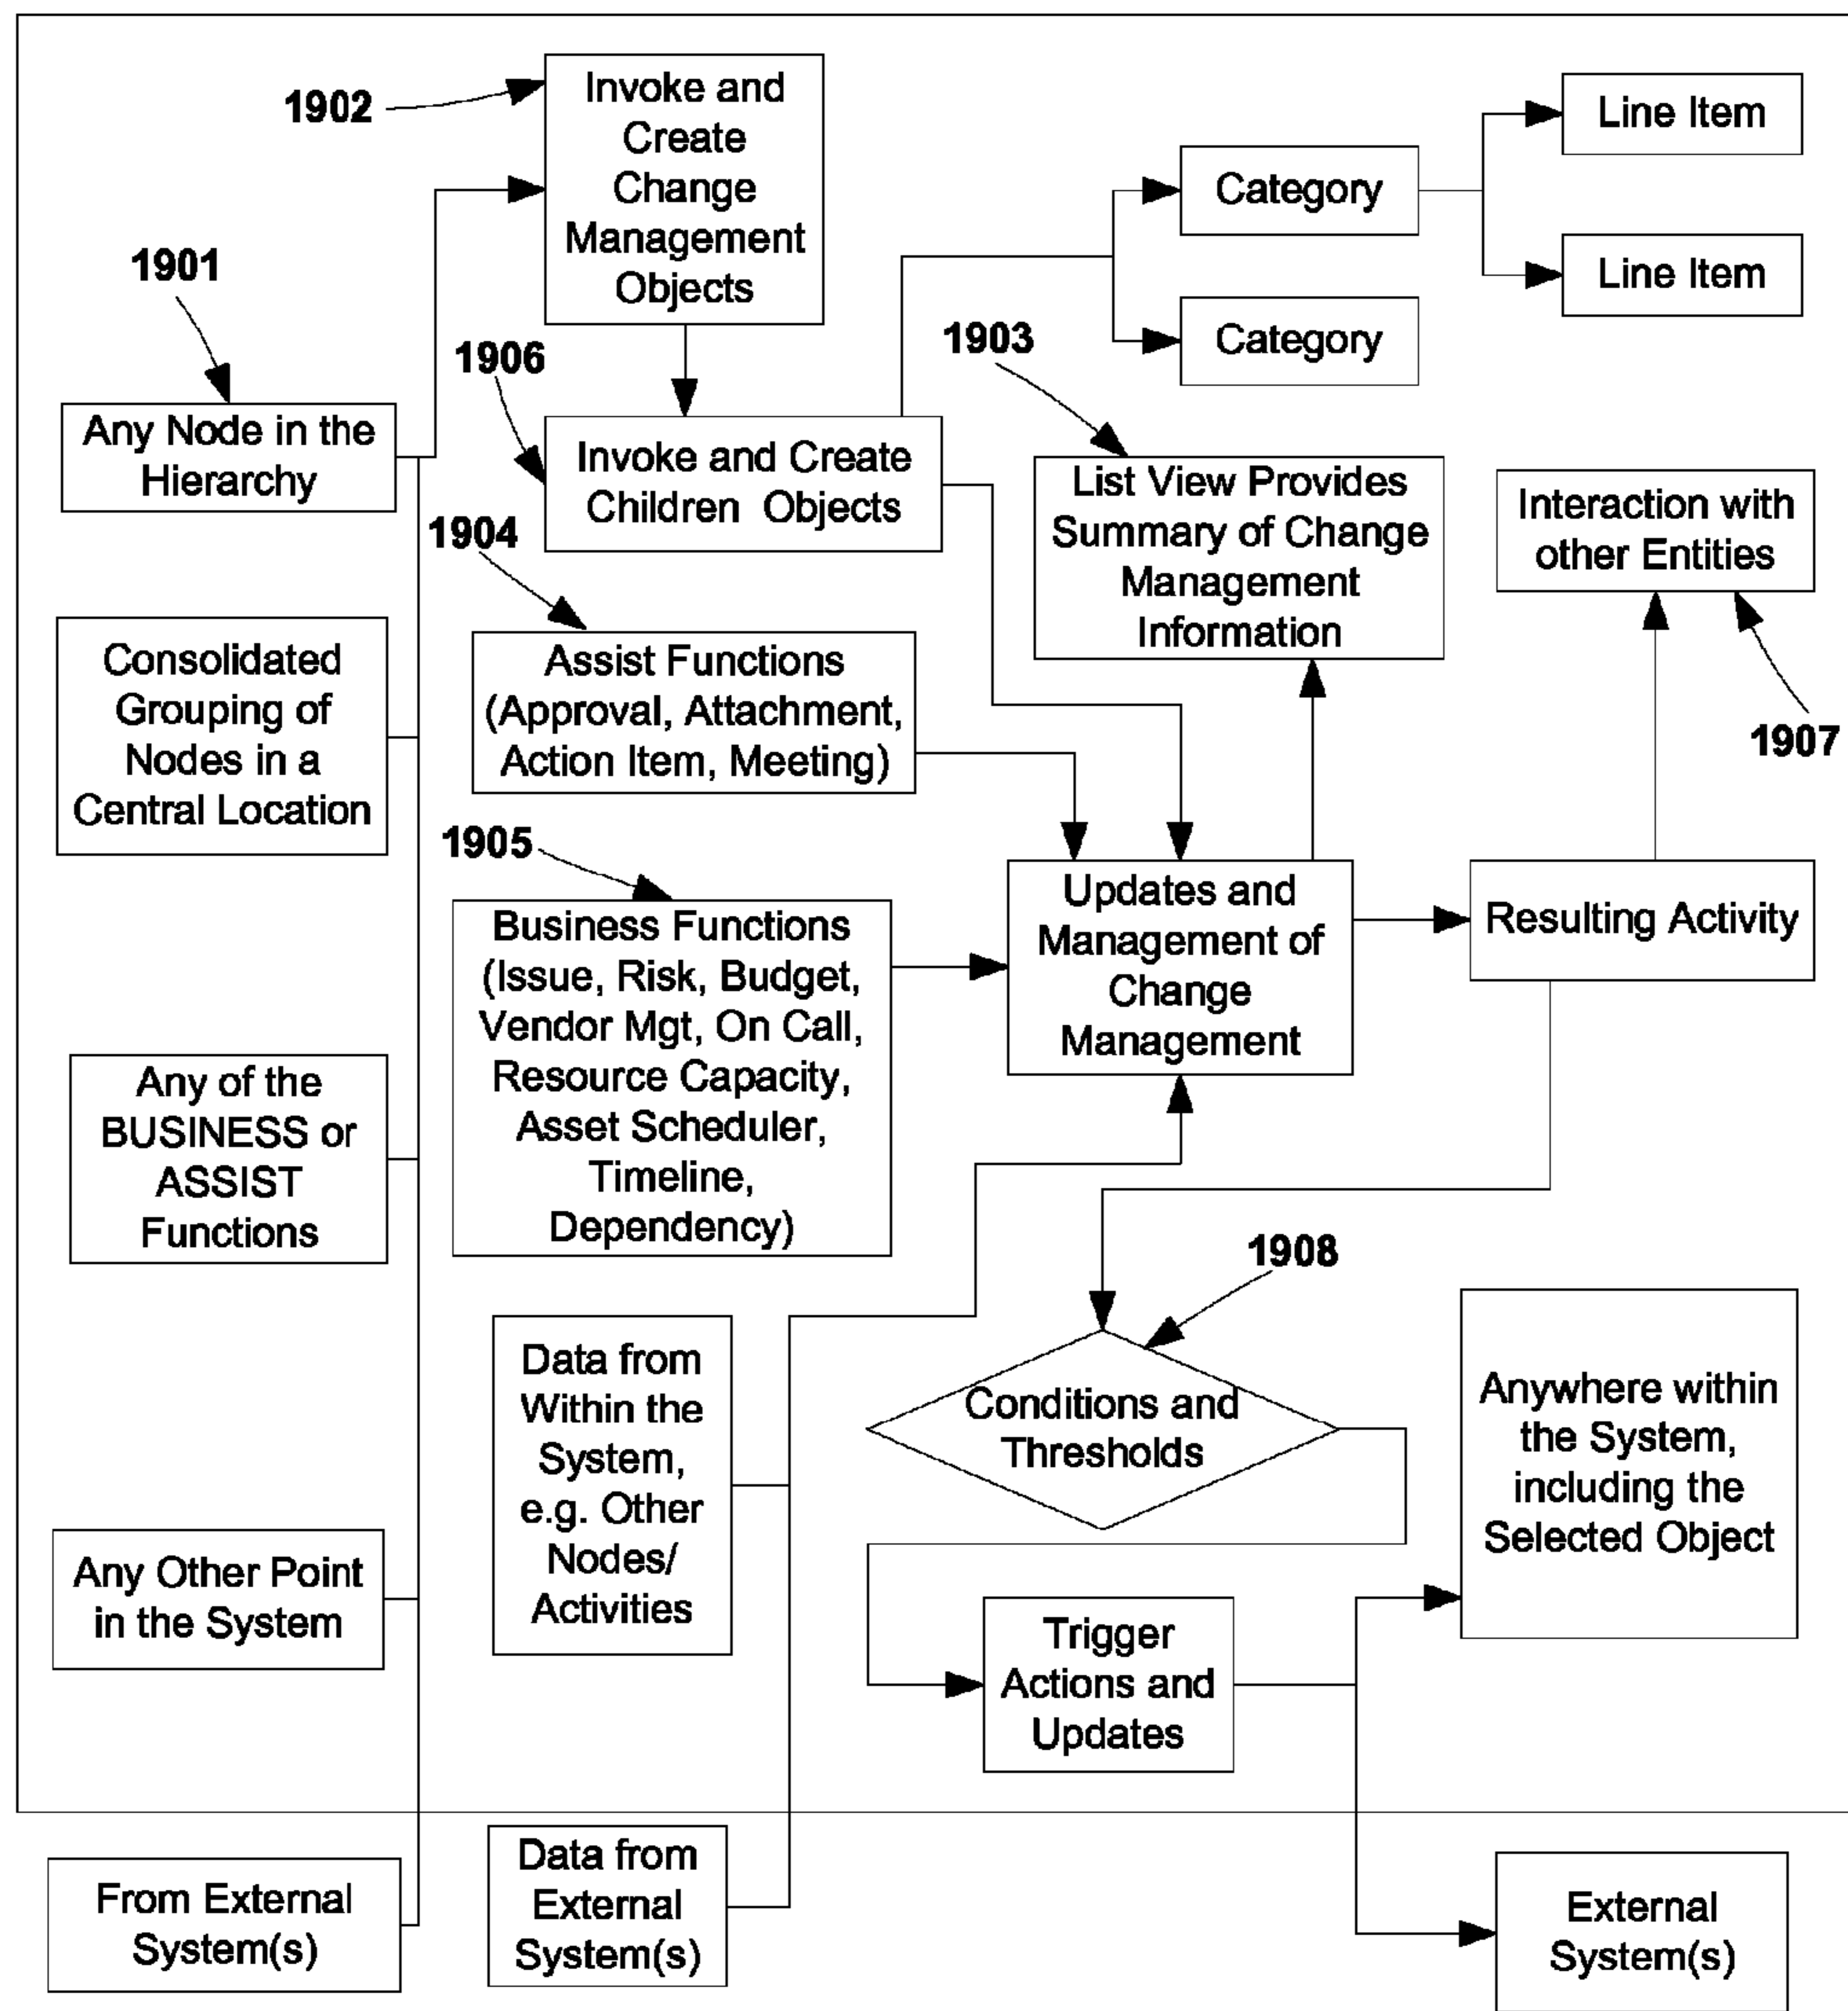 1902
Invoke and
Create
Change
Management
Objects
Line Item
Category
Line Item
Category
1901
1906
1903
Any Node in the
Hierarchy
Invoke and Create
Children Objects
List View Provides
Summary of Change
Management
Information
Interaction with
other Entities
1907
1904
Assist Functions
(Approval, Attachment,
Action Item, Meeting)
Consolidated
Grouping of
Nodes in a
Central Location
1905
Business Functions
(Issue, Risk, Budget,
Vendor Mgt, On Call,
Resource Capacity,
Asset Scheduler,
Timeline,
Dependency)
Updates and
Management of
Change
Management
Resulting Activity
Any of the
BUSINESS or
ASSIST
Functions
1908
Data from
Within the
System,
e.g. Other
Nodes/
Activities
Conditions and
Thresholds
Anywhere within
the System,
including the
Selected Object
Any Other Point
in the System
Trigger
Actions and
Updates
From External
System(s)
Data from
External
System(s)
External
System(s)